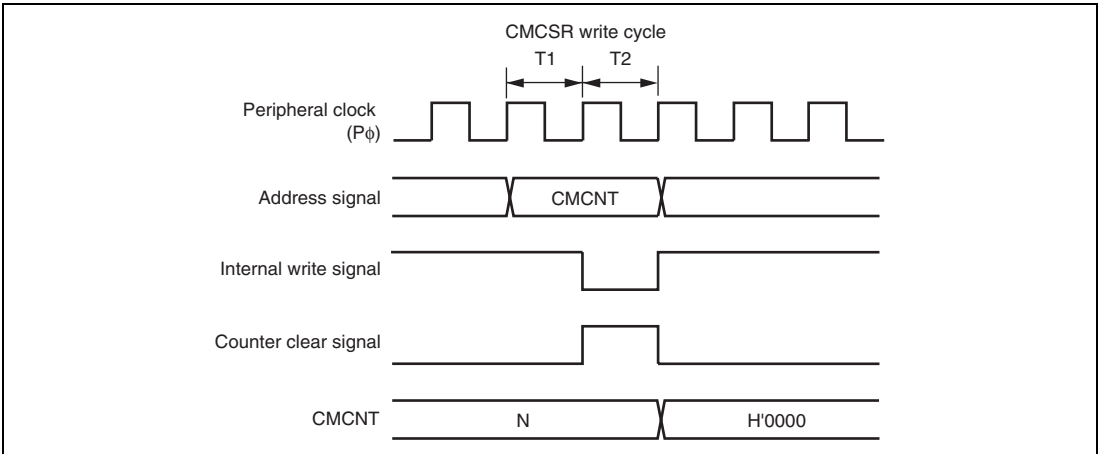 CMCSR write cycle
T1 T2
Peripheral clock
(Pϕ)
Address signal CMCNT
Internal write signal
Counter clear signal
CMCNT N H'0000